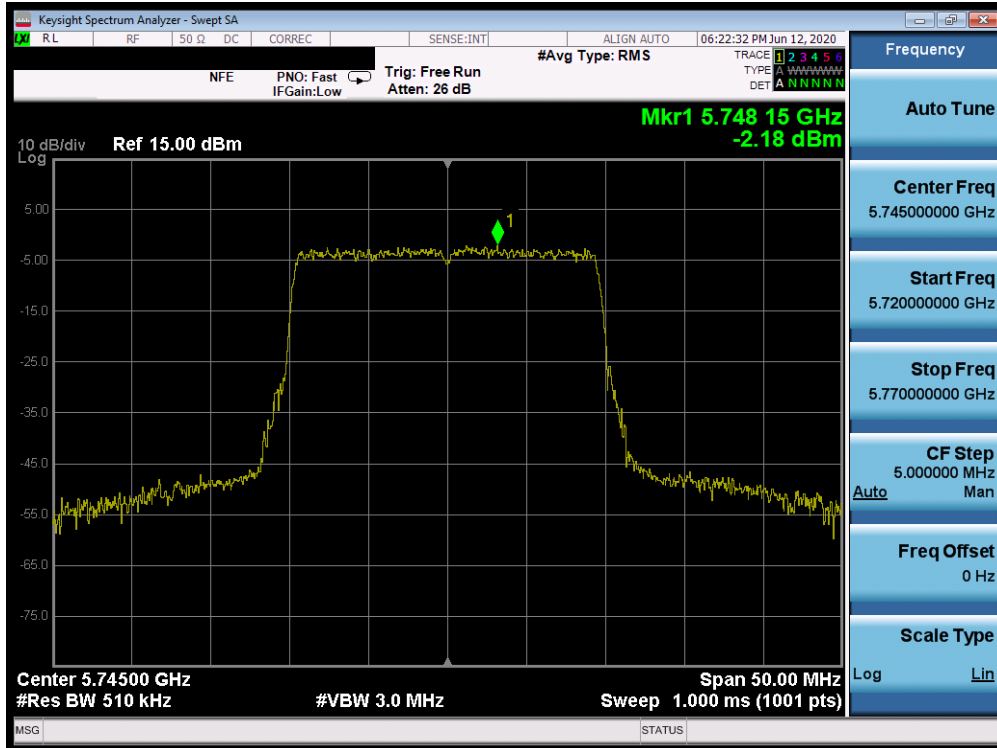 Keysight Spectrum Analyzer - Swept SA
LXI RL RF 50 Ω DC CORREC SENSE:INT ALIGN AUTO 06:22:32 PM Jun 12, 2020
NFE PNO: Fast Trig: Free Run #Avg Type: RMS TRACE 1 2 3 4 5 6
IFGain:Low Atten: 26 dB TYPE A WWWWW
DET A N N N N N
Mkr1 5.748 15 GHz
-2.18 dBm
10 dB/div Ref 15.00 dBm
Log
1
5.00
-5.00
-15.0
-25.0
-35.0
-45.0
-55.0
-65.0
-75.0
Center 5.74500 GHz Span 50.00 MHz
#Res BW 510 kHz #VBW 3.0 MHz Sweep 1.000 ms (1001 pts)
MSG STATUS
Frequency
Auto Tune
Center Freq
5.745000000 GHz
Start Freq
5.720000000 GHz
Stop Freq
5.770000000 GHz
CF Step
5.000000 MHz
Auto Man
Freq Offset
0 Hz
Scale Type
Log Lin